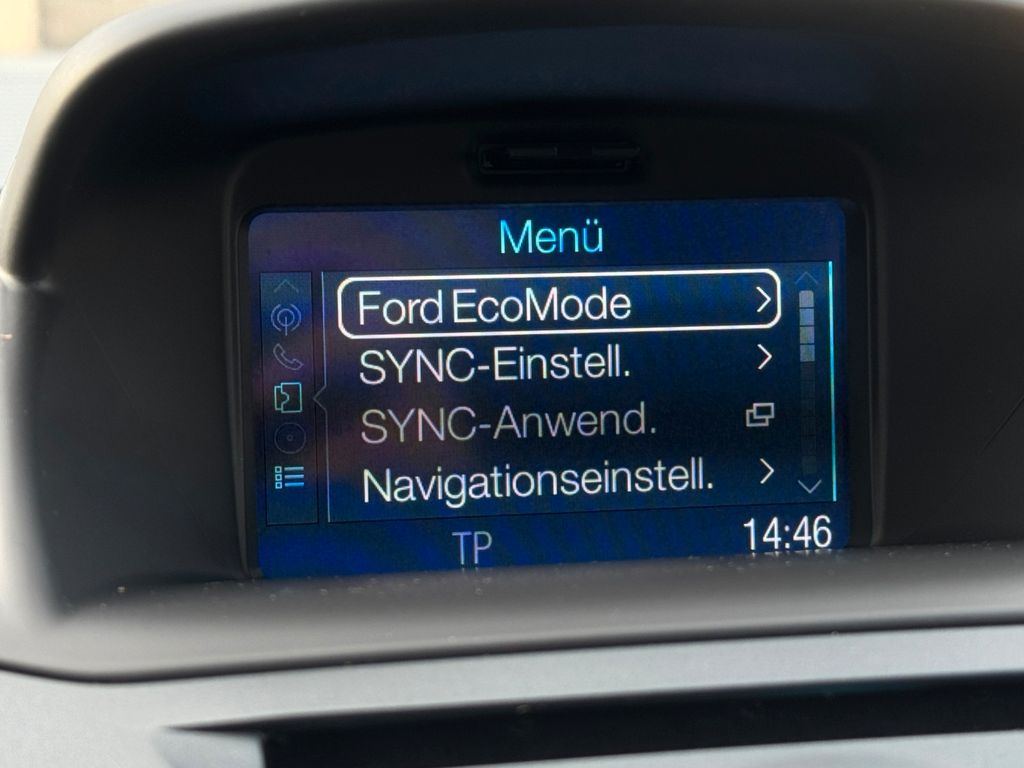 Menü
Ford EcoMode
SYNC-Einstell.
SYNC-Anwend.
Navigationseinstell.
TP
14:46